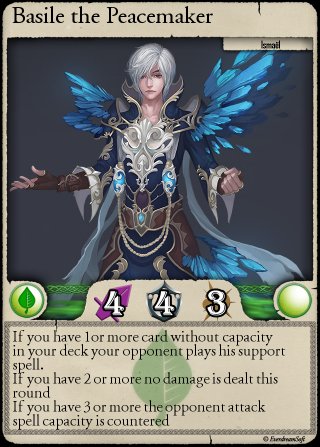 Basile the Peacemaker
Ismaël
4 4 3
If you have 1or more card without capacity
in your deck your opponent plays his support
spell.
If you have 2 or more no damage is dealt this
round
If you have 3 or more the opponent attack
spell capacity is countered
© EverdreamSoft